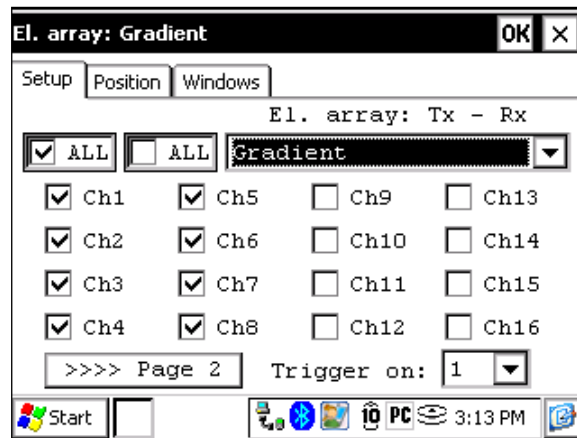 El. array: Gradient OK
Setup Position Windows
El. array: Tx - Rx
ALL ALL Gradient
Ch1 Ch5 Ch9 Ch13
Ch2 Ch6 Ch10 Ch14
Ch3 Ch7 Ch11 Ch15
Ch4 Ch8 Ch12 Ch16
>>>> Page 2 Trigger on: 1
Start PC 3:13 PM